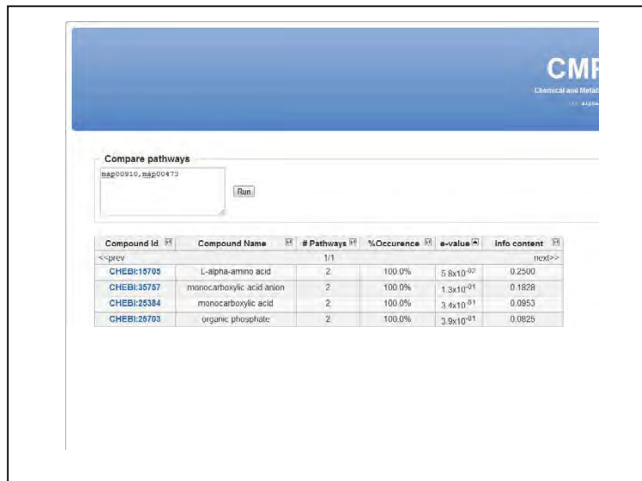 CMP
Chemical and Metab
Compare pathways
map00910,map00473
Run
Compound Id Compound Name # Pathways %Occurence e-value Info content
<<prev 1/1 next>>
CHEBI:15705 L-alpha-amino acid 2 100.0% 5.8x10-02 0.2500
CHEBI:35757 monocarboxylic acid anion 2 100.0% 1.3x10-01 0.1828
CHEBI:25384 monocarboxylic acid 2 100.0% 3.4x10-01 0.0953
CHEBI:25703 organic phosphate 2 100.0% 3.9x10-01 0.0825